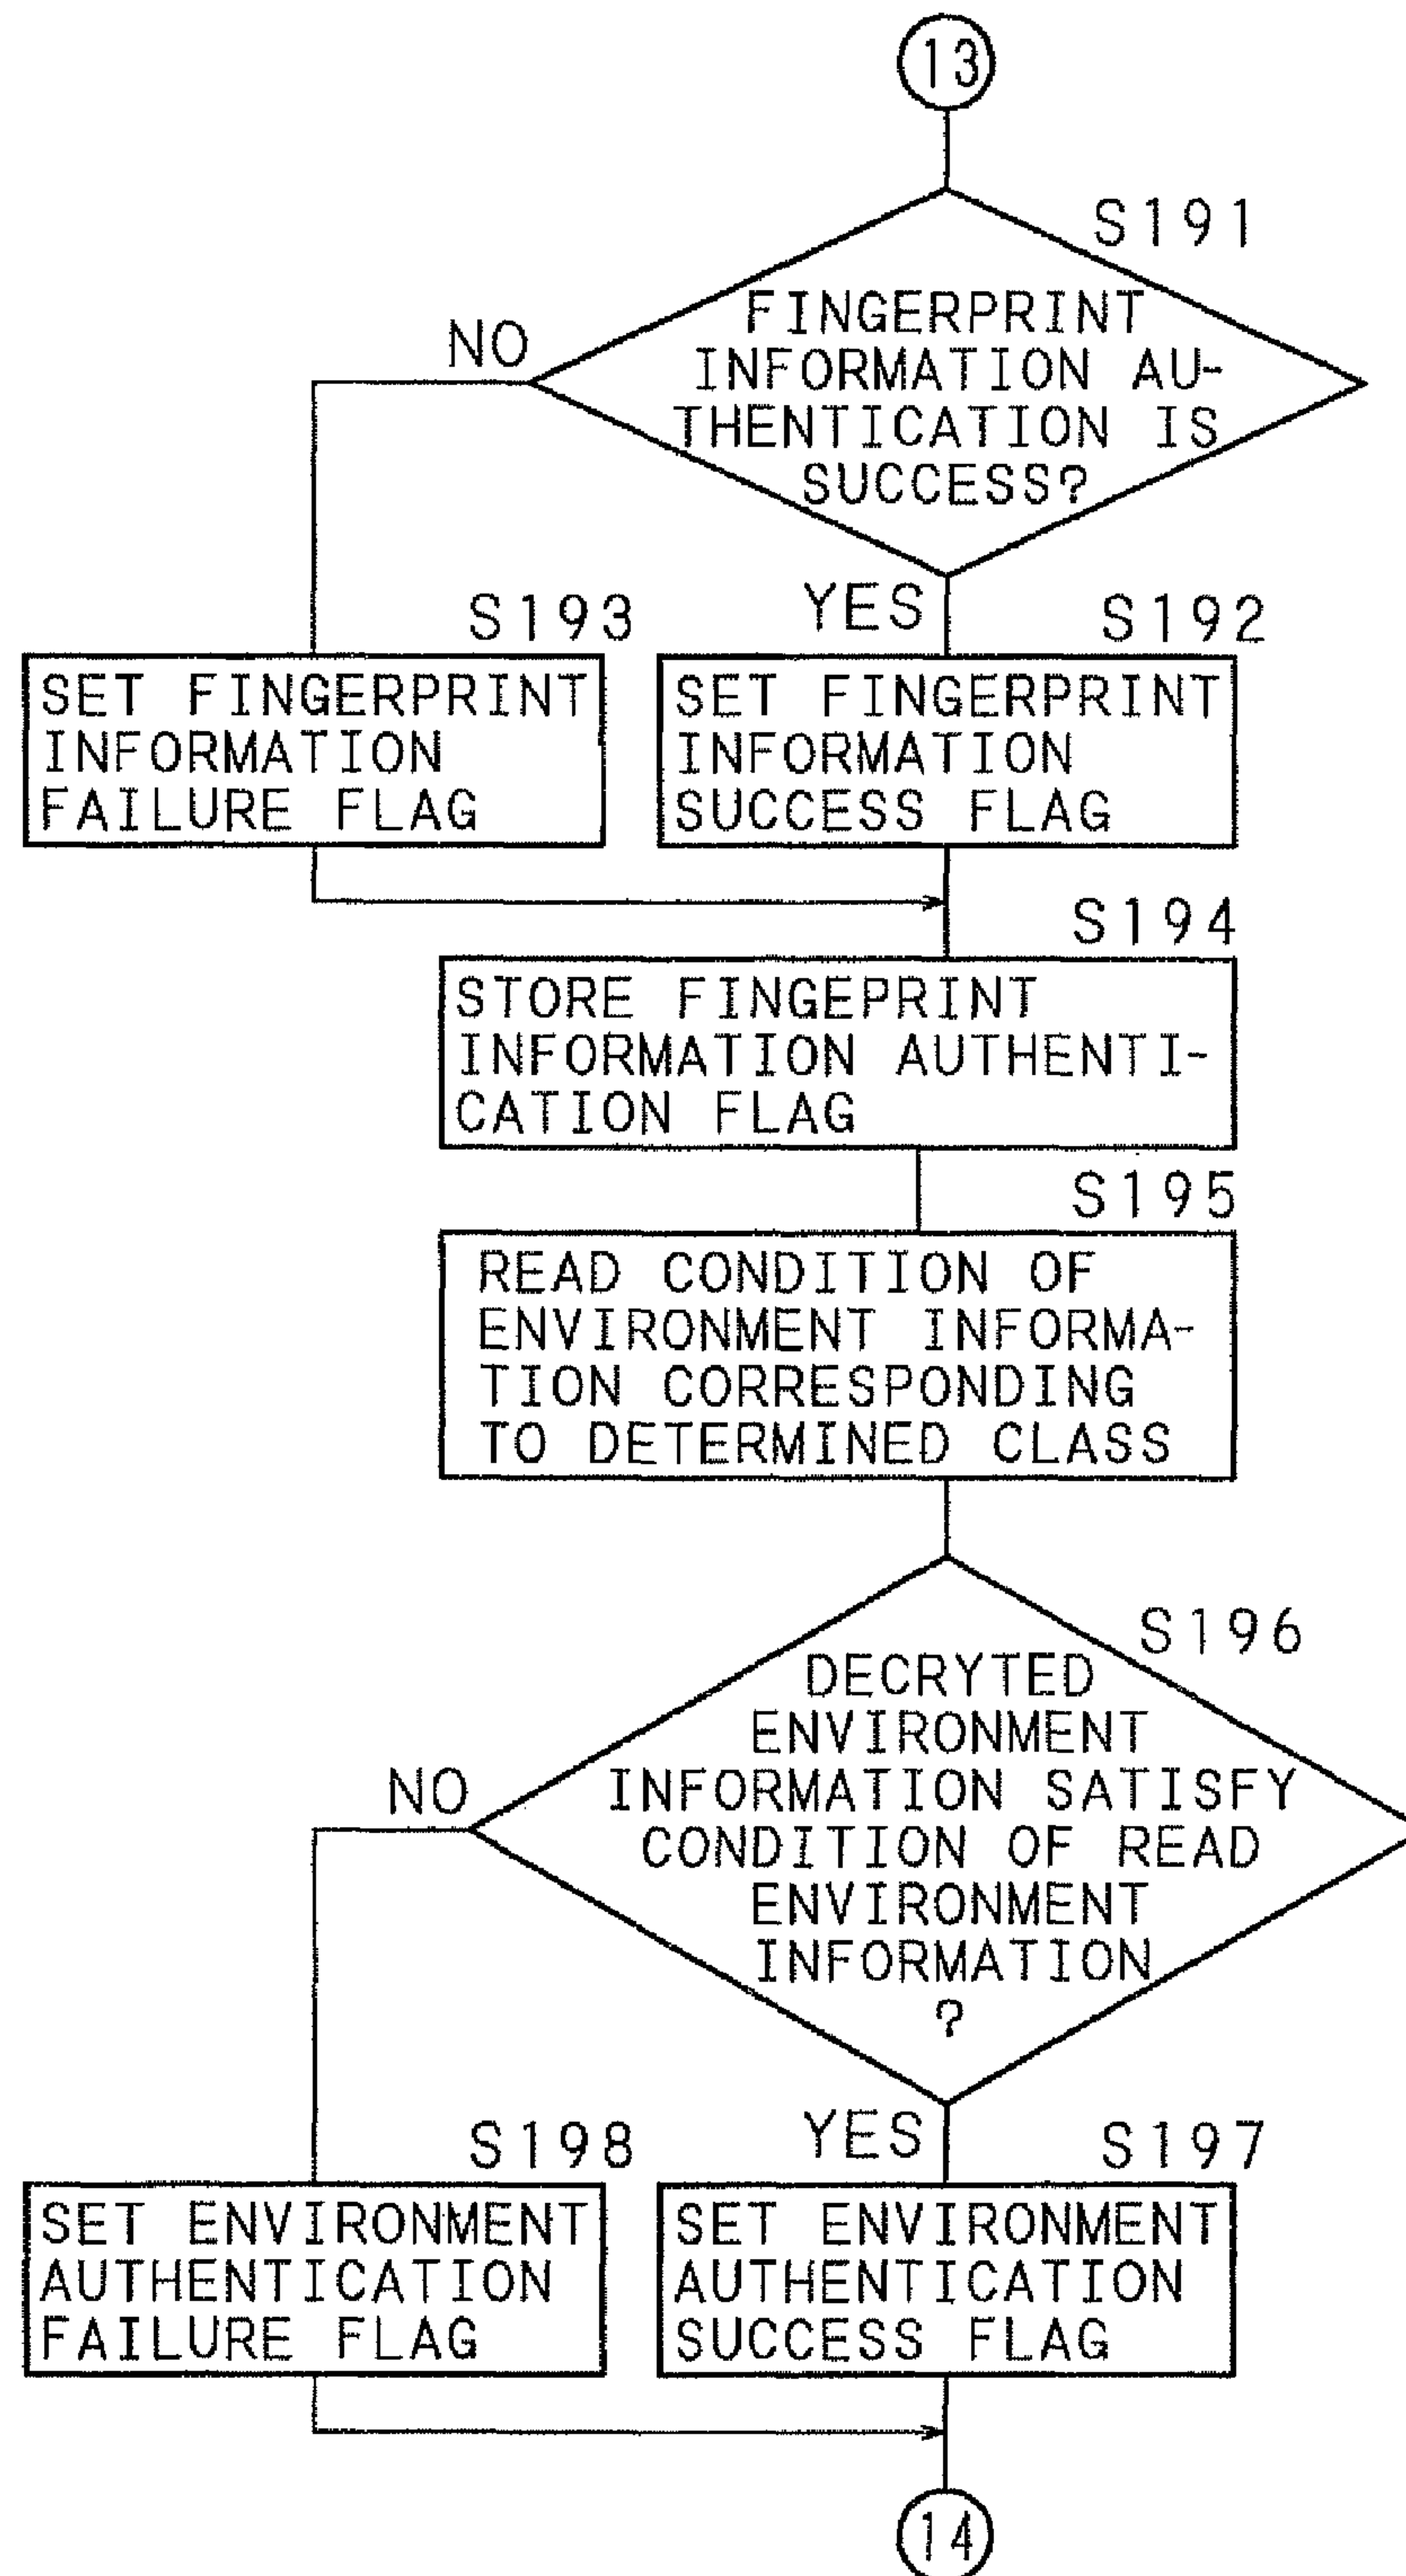 13
S191
FINGERPRINT
INFORMATION AU-
THENTICATION IS
SUCCESS?
NO
YES
S193
SET FINGERPRINT
INFORMATION
FAILURE FLAG
S192
SET FINGERPRINT
INFORMATION
SUCCESS FLAG
S194
STORE FINGEPRINT
INFORMATION AUTHENTI-
CATION FLAG
S195
READ CONDITION OF
ENVIRONMENT INFORMA-
TION CORRESPONDING
TO DETERMINED CLASS
S196
DECRYTED
ENVIRONMENT
INFORMATION SATISFY
CONDITION OF READ
ENVIRONMENT
INFORMATION
?
NO
YES
S198
SET ENVIRONMENT
AUTHENTICATION
FAILURE FLAG
S197
SET ENVIRONMENT
AUTHENTICATION
SUCCESS FLAG
14